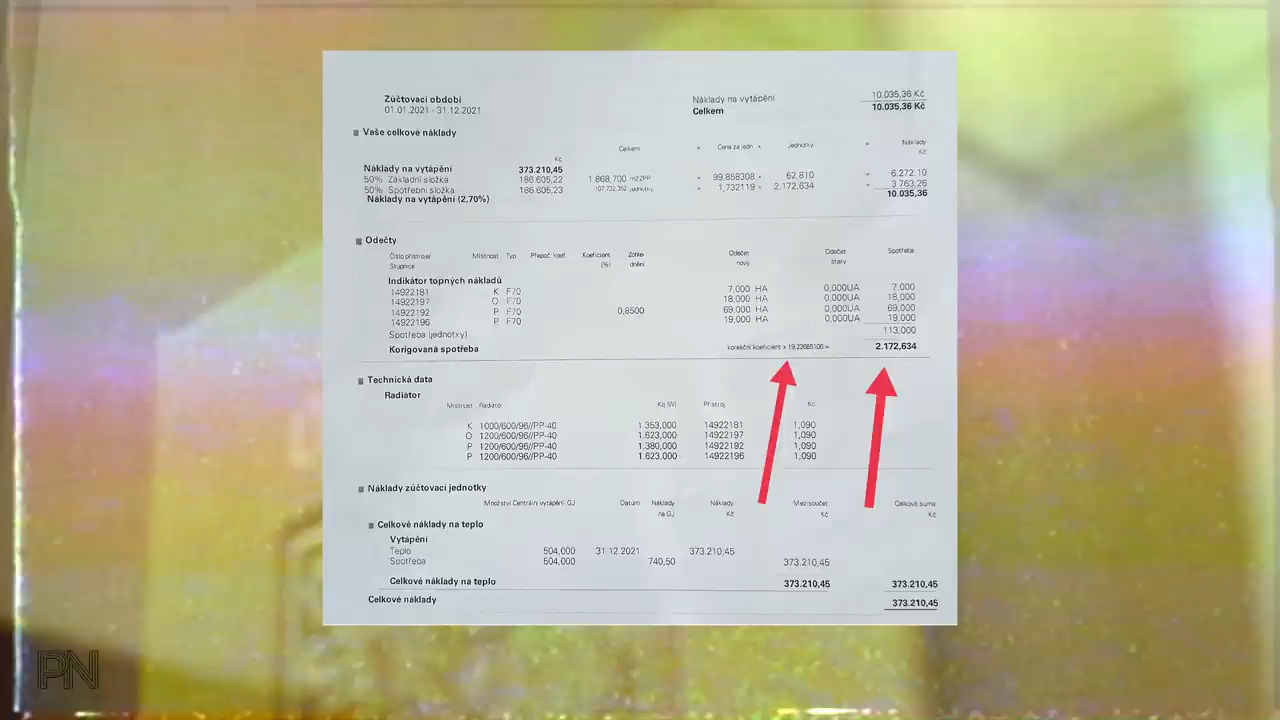 Zúčtovací období
01.01.2021 - 31.12.2021
Náklady na vytápění 10.035,36 Kč
Celkem 10.035,36 Kč
Vaše celkové náklady
Kč Celkem × Cena za jedn × Jednotky = Náklady Kč
Náklady na vytápění 373.210,45
50% Základní složka 186.605,22 1.868,700 m2ZPP × 99,858308 × 62,810 = 6.272,10
50% Spotřební složka 186.605,23 107.732,352 jednotky × 1,732119 × 2.172,634 = 3.763,26
Náklady na vytápění (2,70%) 10.035,36
Odečty
Číslo přístroje/ Stupnice Místnost Typ Přepoč. koef. Koeficient (%) Zohlednění Odečet nový Odečet starý Spotřeba
Indikátor topných nákladů
14922181 K F70 7,000 HA 0,000UA 7,000
14922197 O F70 18,000 HA 0,000UA 18,000
14922192 P F70 0,8500 69,000 HA 0,000UA 69,000
14922196 P F70 19,000 HA 0,000UA 19,000
Spotřeba (jednotky) 113,000
Korigovaná spotřeba korekční koeficient x 19,22685106 = 2.172,634
Technická data
Radiátor
Místnost Radiátor Kq [W] Přístroj Kc
K 1000/600/96//PP-40 1.353,000 14922181 1,090
O 1200/600/96//PP-40 1.623,000 14922197 1,090
P 1200/600/96//PP-40 1.380,000 14922192 1,090
P 1200/600/96//PP-40 1.623,000 14922196 1,090
Náklady zúčtovací jednotky
Množství Centrální vytápění GJ Datum Náklady na GJ Náklady Kč Mezisoučet Kč Celková suma Kč
Celkové náklady na teplo
Vytápění
Teplo 504,000 31.12.2021 373.210,45
Spotřeba 504,000 740,50 373.210,45
Celkové náklady na teplo 373.210,45 373.210,45
Celkové náklady 373.210,45
PN